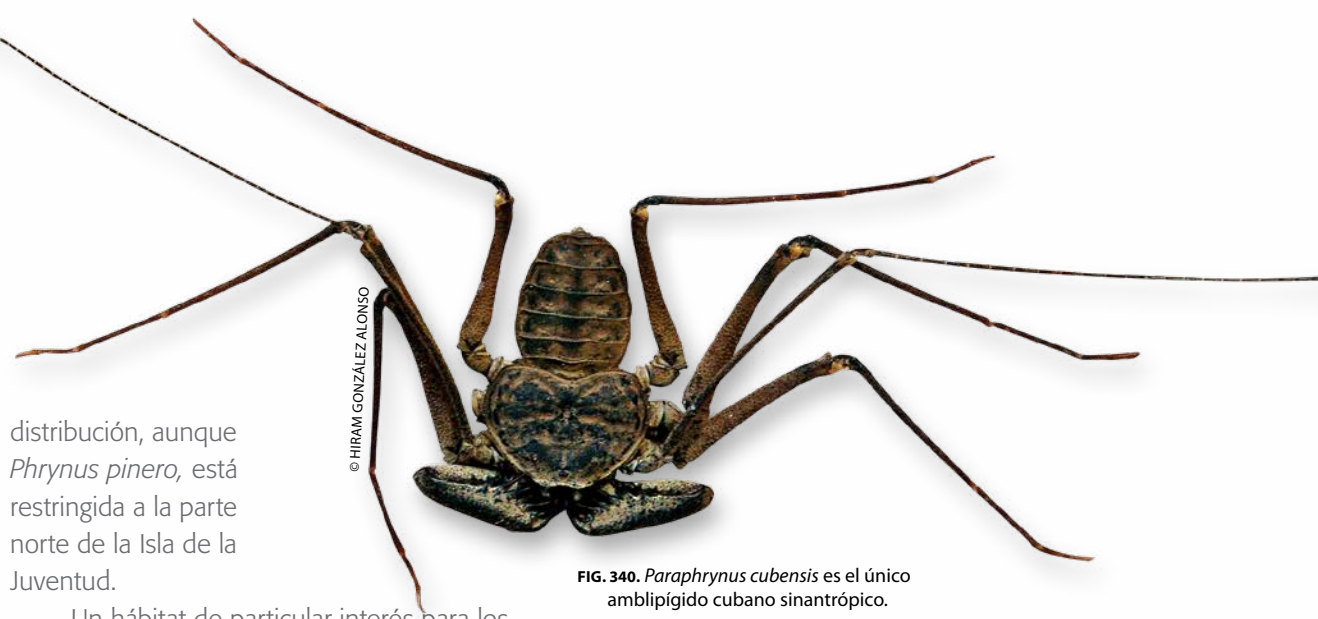 © HIRAM GONZÁLEZ ALONSO
distribución, aunque
Phrynus pinero, está
restringida a la parte
norte de la Isla de la
Juventud.
Un hábitat de particular interés para los
FIG. 340. Paraphrynus cubensis es el único
amblipígido cubano sinantrópico.